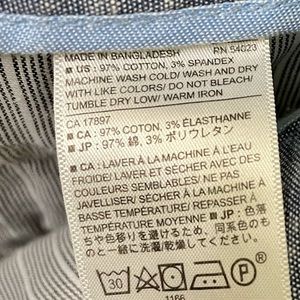 MADE IN BANGLADESH RN 54023
■ US : 97% COTTON, 3% SPANDEX
MACHINE WASH COLD/ WASH AND DRY
WITH LIKE COLORS/ DO NOT BLEACH/
TUMBLE DRY LOW/ WARM IRON
CA 17897
■ CA : 97% COTON, 3% ÉLASTHANNE
■ JP : 97% 綿, 3% ポリウレタン
■ CA : LAVER À LA MACHINE À L'EAU
FROIDE/ LAVER ET SÉCHER AVEC
COULEURS SEMBLABLES/ NE PAS
JAVELLISER/ SÉCHER À LA MACHINE À
BASSE TEMPÉRATURE/ REPASSER À
TEMPÉRATURE MOYENNE ■ JP : 色落
ちや色移りを避けるため、同系色のも
のと一緒に洗濯/乾燥してください。
30
P
1166